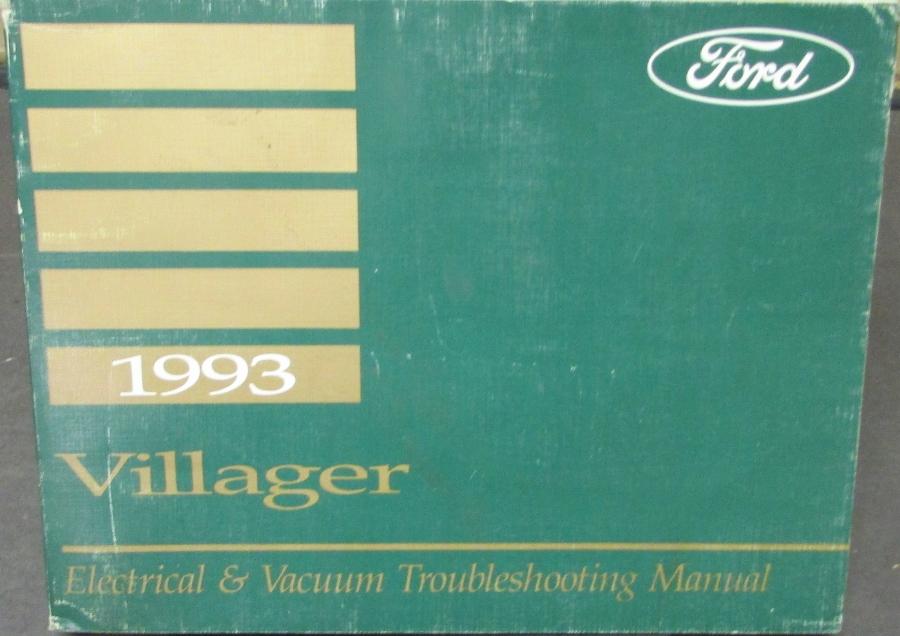 Ford
1993
Villager
Electrical & Vacuum Troubleshooting Manual